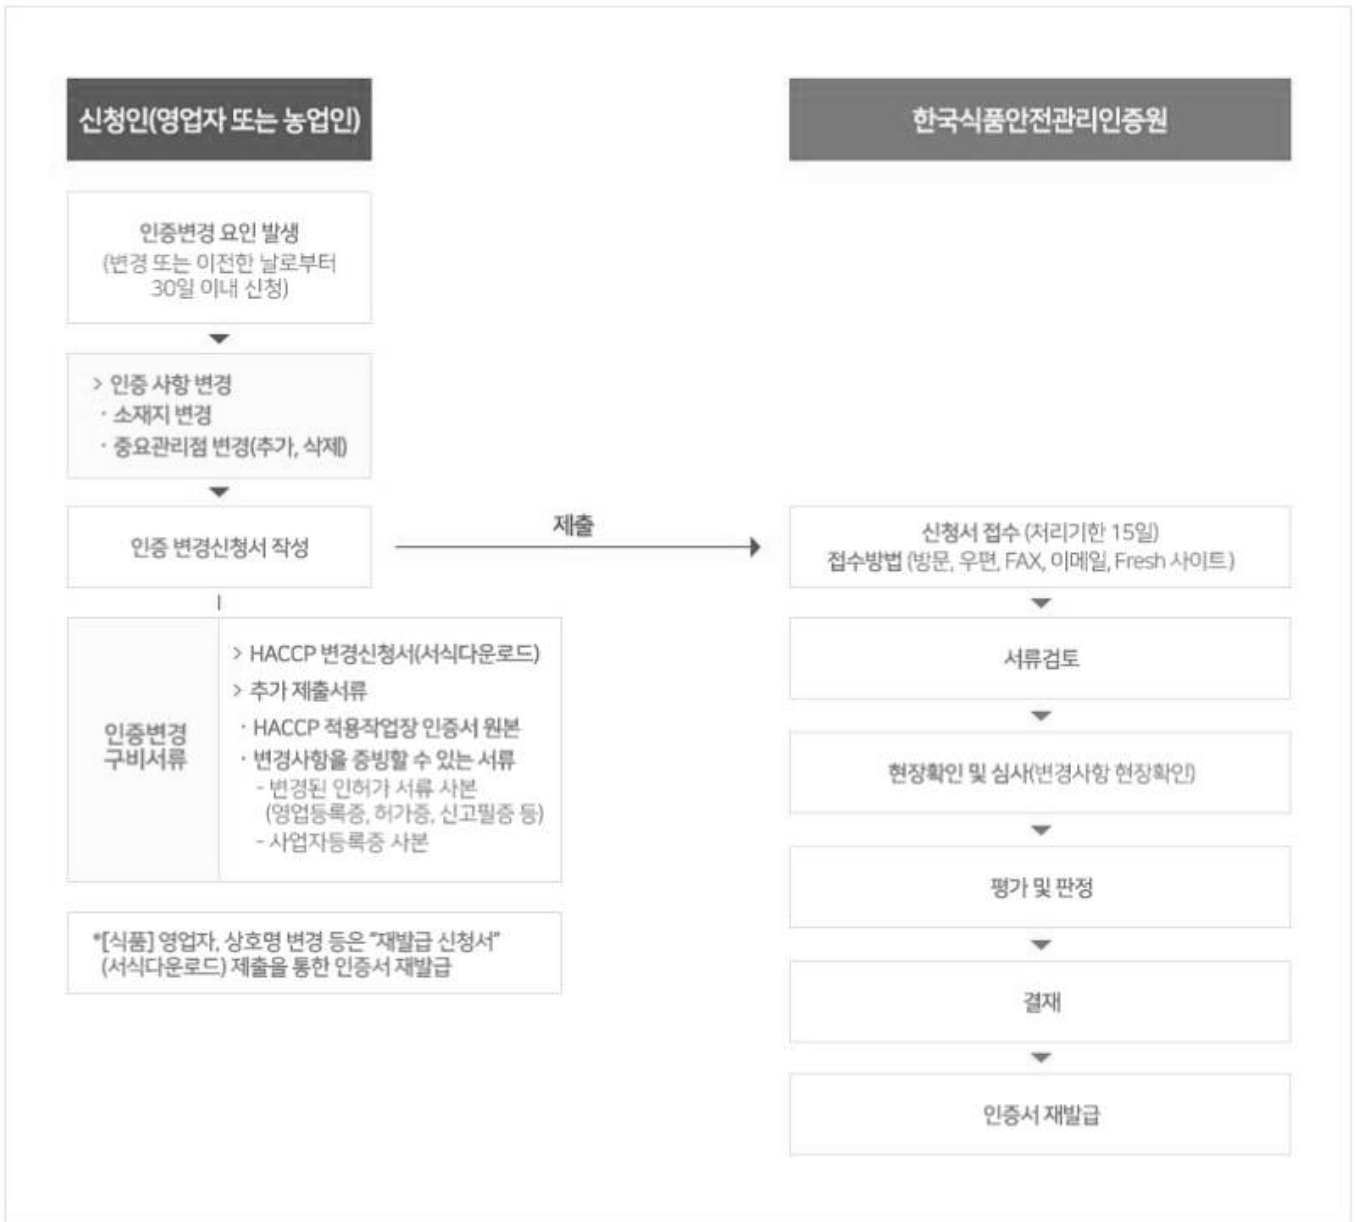 신청인(영업자 또는 농업인)
인증변경 요인 발생
(변경 또는 이전한 날로부터
30일 이내 신청)
> 인증 사항 변경
· 소재지 변경
· 중요관리점 변경(추가, 삭제)
인증 변경신청서 작성
제출
인증변경
구비서류
> HACCP 변경신청서(서식다운로드)
> 추가 제출서류
· HACCP 적용작업장 인증서 원본
· 변경사항을 증빙할 수 있는 서류
- 변경된 인허가 서류 사본
(영업등록증, 허가증, 신고필증 등)
- 사업자등록증 사본
*[식품] 영업자, 상호명 변경 등은 "재발급 신청서"
(서식다운로드) 제출을 통한 인증서 재발급
한국식품안전관리인증원
신청서 접수 (처리기한 15일)
접수방법 (방문, 우편, FAX, 이메일, Fresh 사이트)
서류검토
현장확인 및 심사(변경사항 현장확인)
평가 및 판정
결재
인증서 재발급